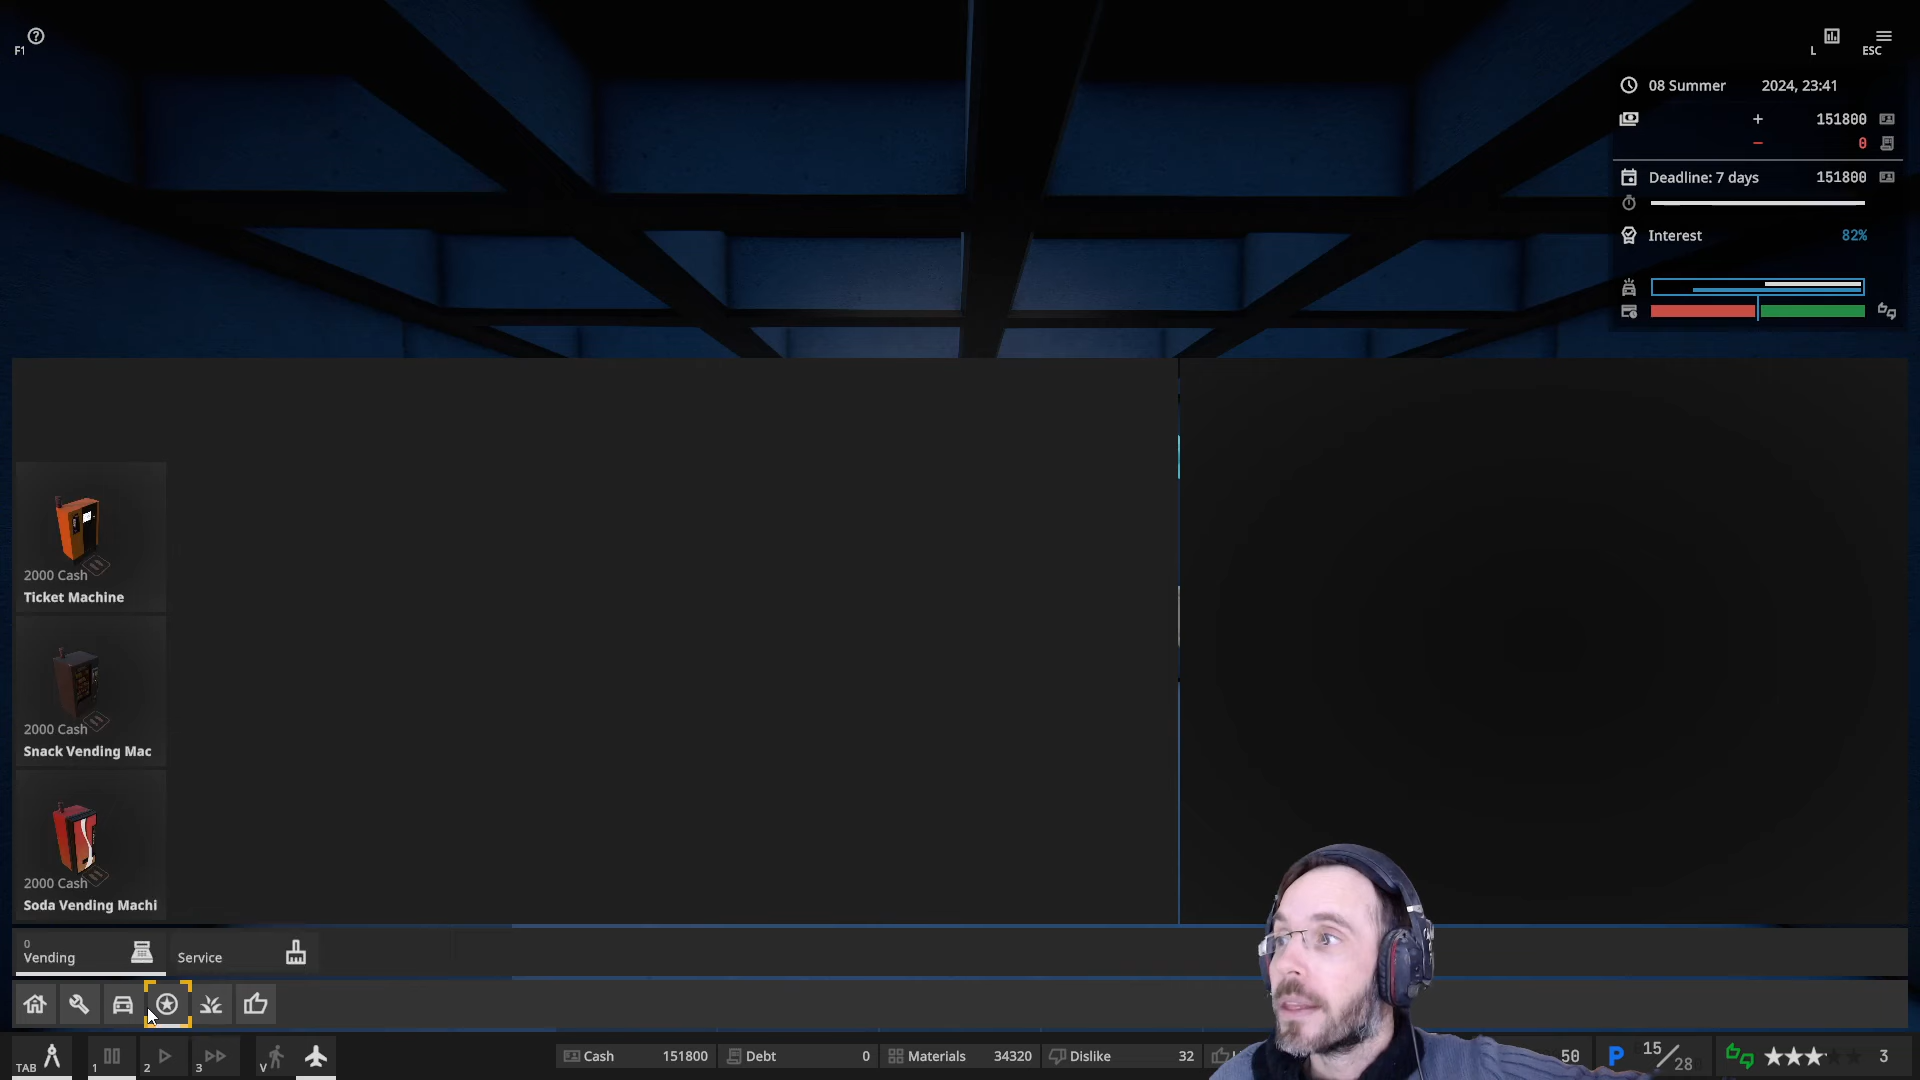 F1
L
ESC
08 Summer 2024, 23:41
+ 151800
- 0
Deadline: 7 days 151800
Interest 82%
2000 Cash
Ticket Machine
2000 Cash
Snack Vending Mac
2000 Cash
Soda Vending Machi
0
Vending
Service
TAB 1 2 3 V
Cash 151800
Debt 0
Materials 34320
Dislike 32
50
P 15/28
3